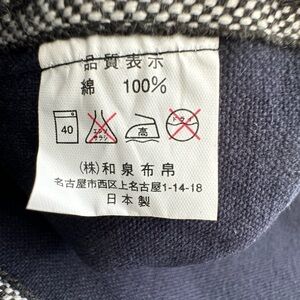 品質表示
綿 100%
40 エンソサラシ 高 ドライ
(株)和泉布帛
名古屋市西区上名古屋1-14-18
日本製